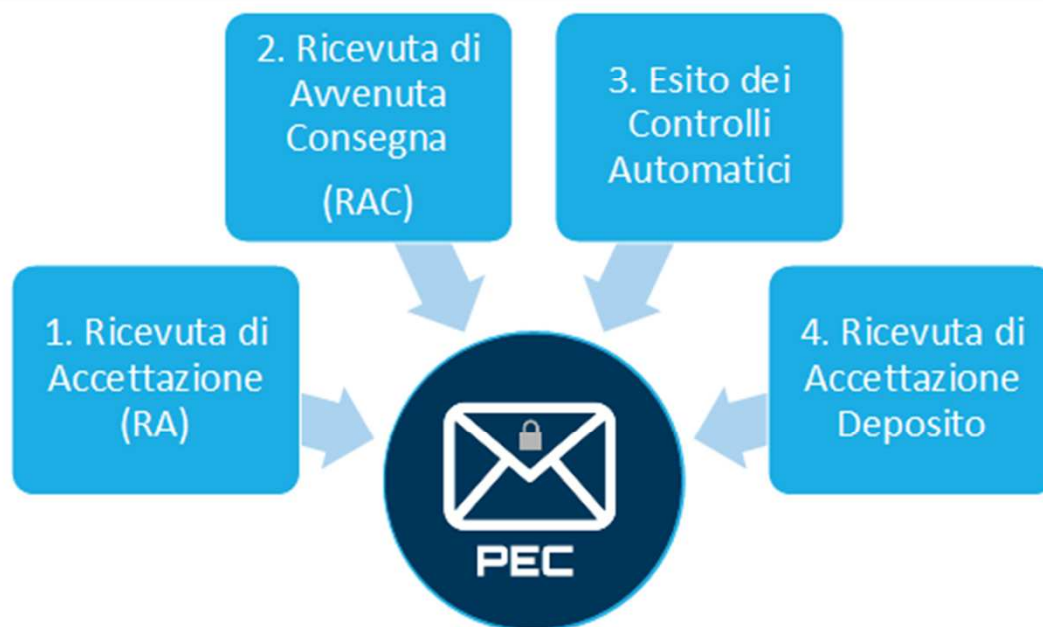 2. Ricevuta di
Avvenuta
Consegna
(RAC)
3. Esito dei
Controlli
Automatici
1. Ricevuta di
Accettazione
(RA)
4. Ricevuta di
Accettazione
Deposito
PEC